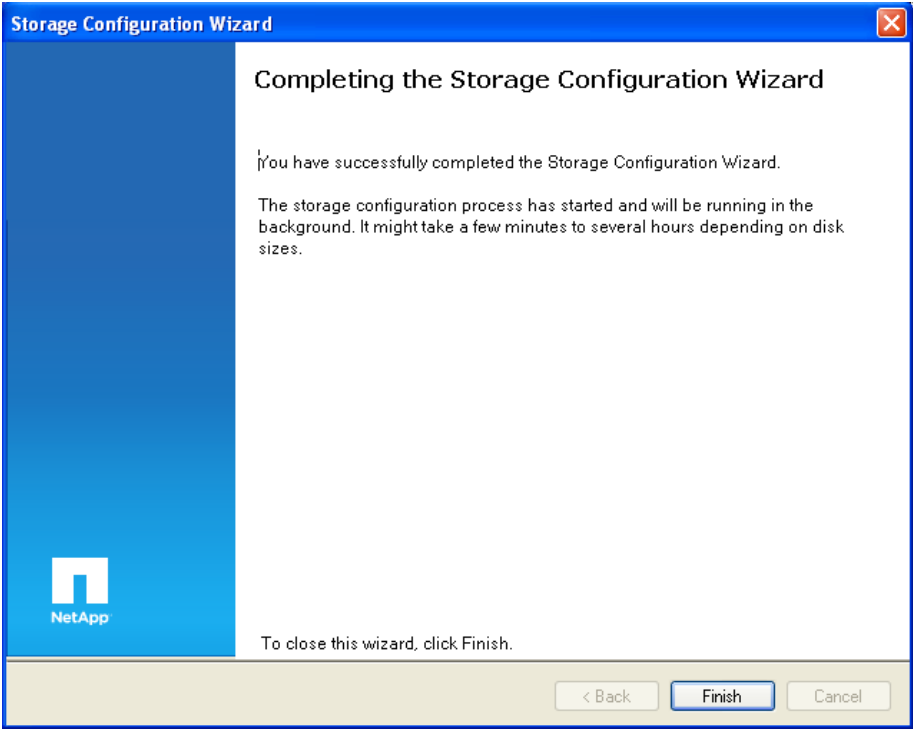 Storage Configuration Wizard
Completing the Storage Configuration Wizard
You have successfully completed the Storage Configuration Wizard.
The storage configuration process has started and will be running in the
background. It might take a few minutes to several hours depending on disk
sizes.
NetApp
To close this wizard, click Finish.
< Back Finish Cancel